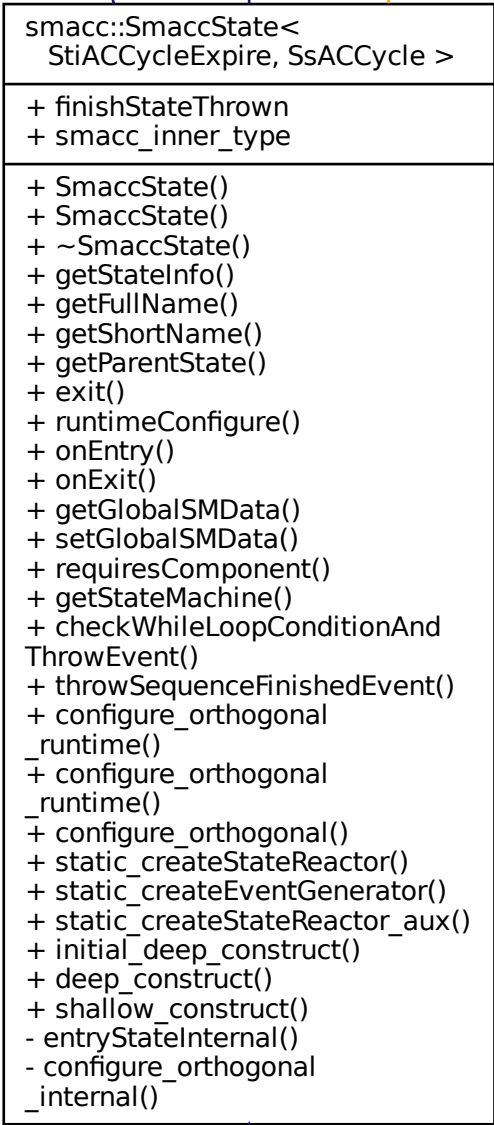 smacc::SmaccState<
StiACCycleExpire, SsACCycle >
+ finishStateThrown
+ smacc_inner_type
+ SmaccState()
+ SmaccState()
+ ~SmaccState()
+ getStateInfo()
+ getFullName()
+ getShortName()
+ getParentState()
+ exit()
+ runtimeConfigure()
+ onEntry()
+ onExit()
+ getGlobalSMData()
+ setGlobalSMData()
+ requiresComponent()
+ getStateMachine()
+ checkWhileLoopConditionAnd
ThrowEvent()
+ throwSequenceFinishedEvent()
+ configure_orthogonal
_runtime()
+ configure_orthogonal
_runtime()
+ configure_orthogonal()
+ static_createStateReactor()
+ static_createEventGenerator()
+ static_createStateReactor_aux()
+ initial_deep_construct()
+ deep_construct()
+ shallow_construct()
- entryStateInternal()
- configure_orthogonal
_internal()